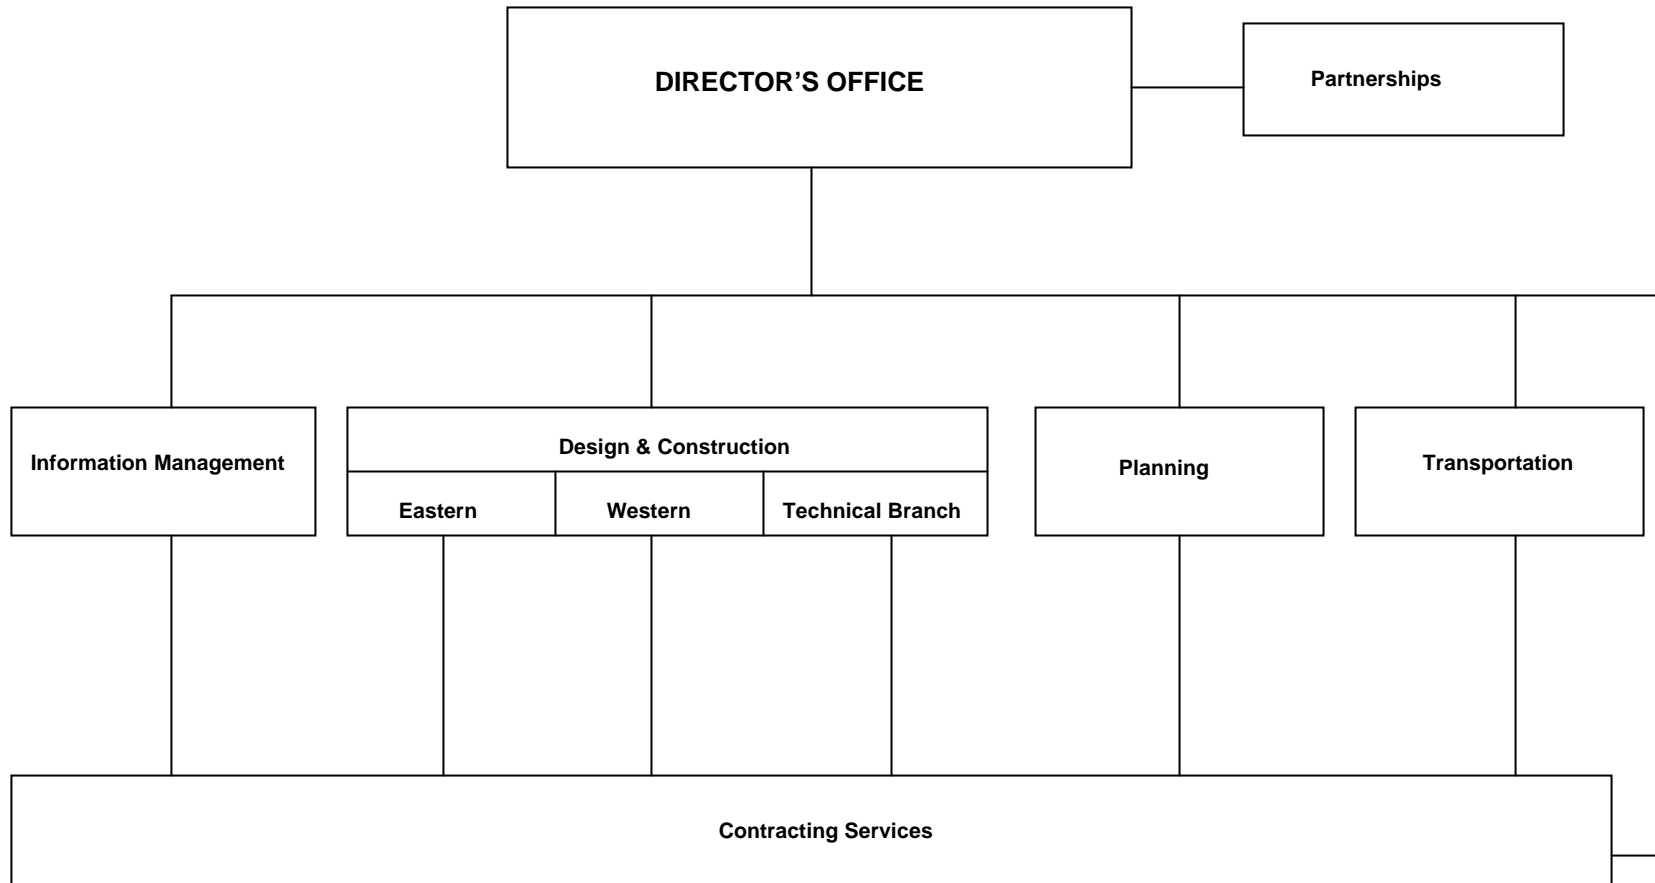 DIRECTOR’S OFFICE
Partnerships
Information Management
Design & Construction
Eastern
Western
Technical Branch
Planning
Transportation
Contracting Services